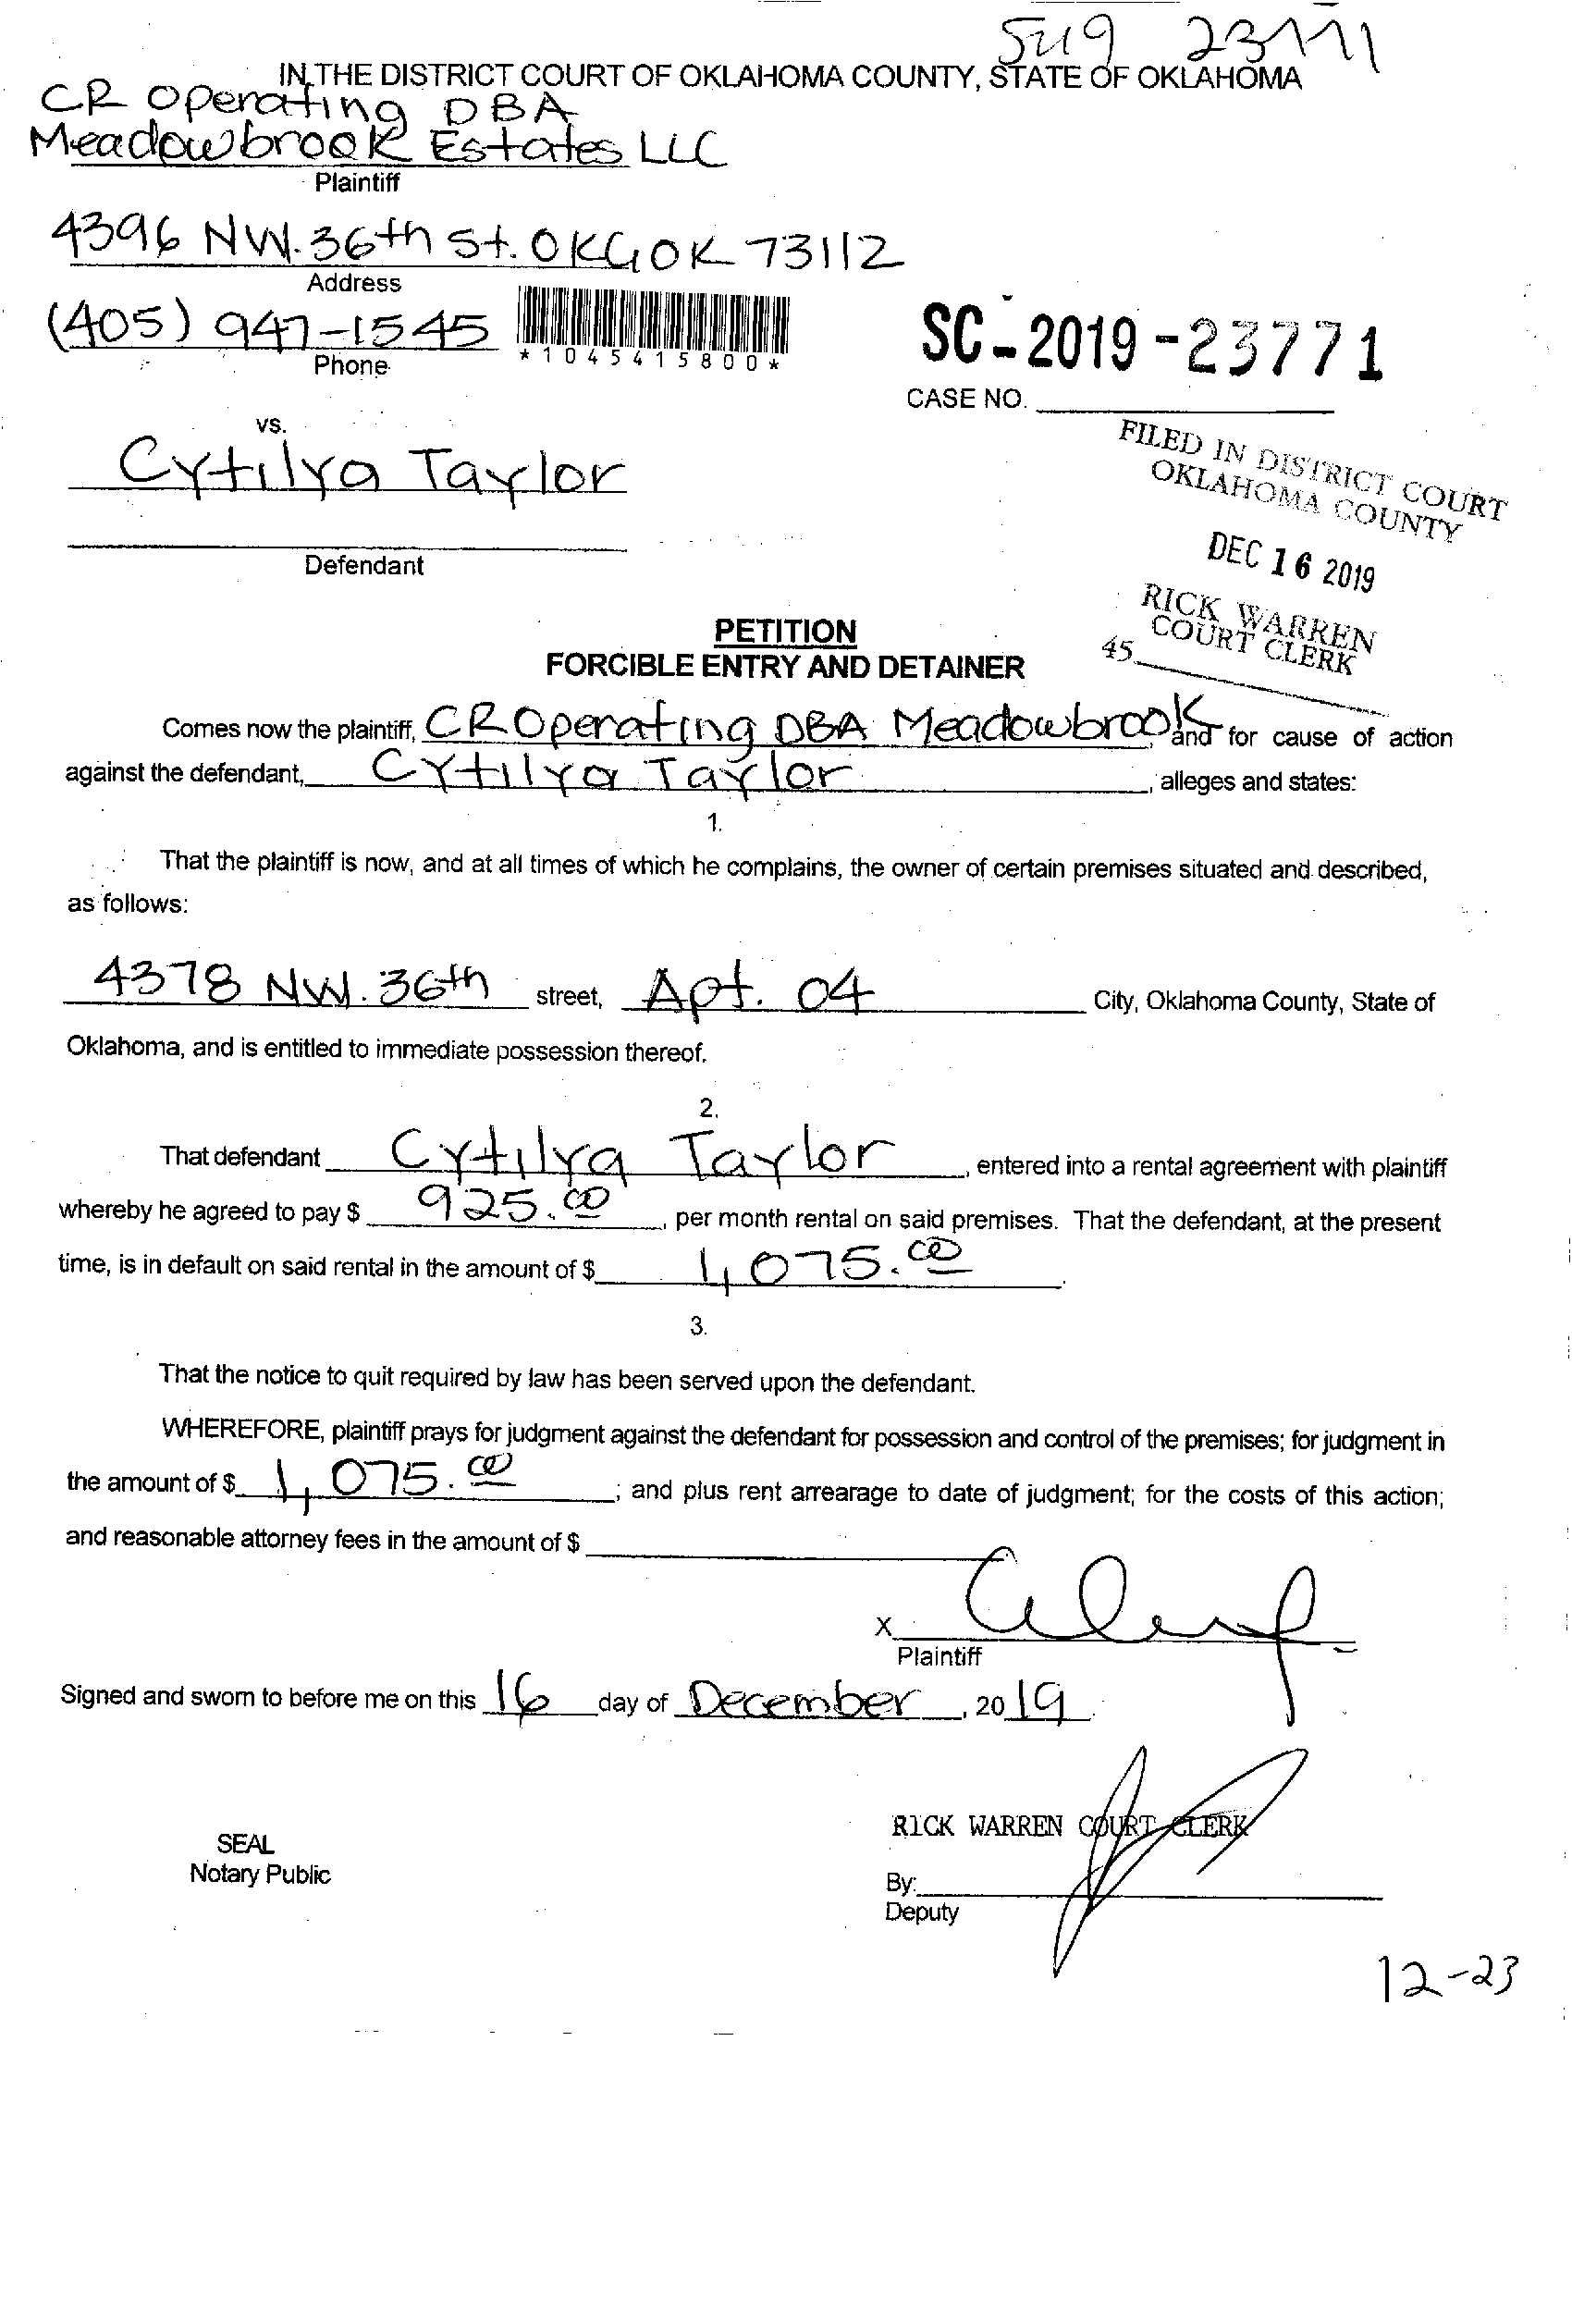 IN THE DISTRICT COURT OF OKLAHOMA COUNTY, STATE OF OKLAHOMA
CR Operating DBA
Meadowbrook Estates LLC
Plaintiff
4396 NW. 36th St. OKC OK 73112
Address
(405) 947-1545
Phone
*1045415800*
SC-2019-23771
CASE NO.
vs.
Cytilya Taylor
Defendant
FILED IN DISTRICT COURT
OKLAHOMA COUNTY
DEC 16 2019
RICK WARREN
COURT CLERK
45
PETITION
FORCIBLE ENTRY AND DETAINER
Comes now the plaintiff, CR Operating DBA Meadowbrook and for cause of action
against the defendant, Cytilya Taylor, alleges and states:
1.
That the plaintiff is now, and at all times of which he complains, the owner of certain premises situated and described,
as follows:
4378 NW. 36th street, Apt. 04 City, Oklahoma County, State of
Oklahoma, and is entitled to immediate possession thereof.
2.
That defendant Cytilya Taylor, entered into a rental agreement with plaintiff
whereby he agreed to pay $ 925.00, per month rental on said premises. That the defendant, at the present
time, is in default on said rental in the amount of $ 1,075.00.
3.
That the notice to quit required by law has been served upon the defendant.
WHEREFORE, plaintiff prays for judgment against the defendant for possession and control of the premises; for judgment in
the amount of $ 1,075.00; and plus rent arrearage to date of judgment; for the costs of this action;
and reasonable attorney fees in the amount of $
X
Plaintiff
Signed and sworn to before me on this 16 day of December, 2019
RICK WARREN COURT CLERK
SEAL
Notary Public
By:
Deputy
12-23